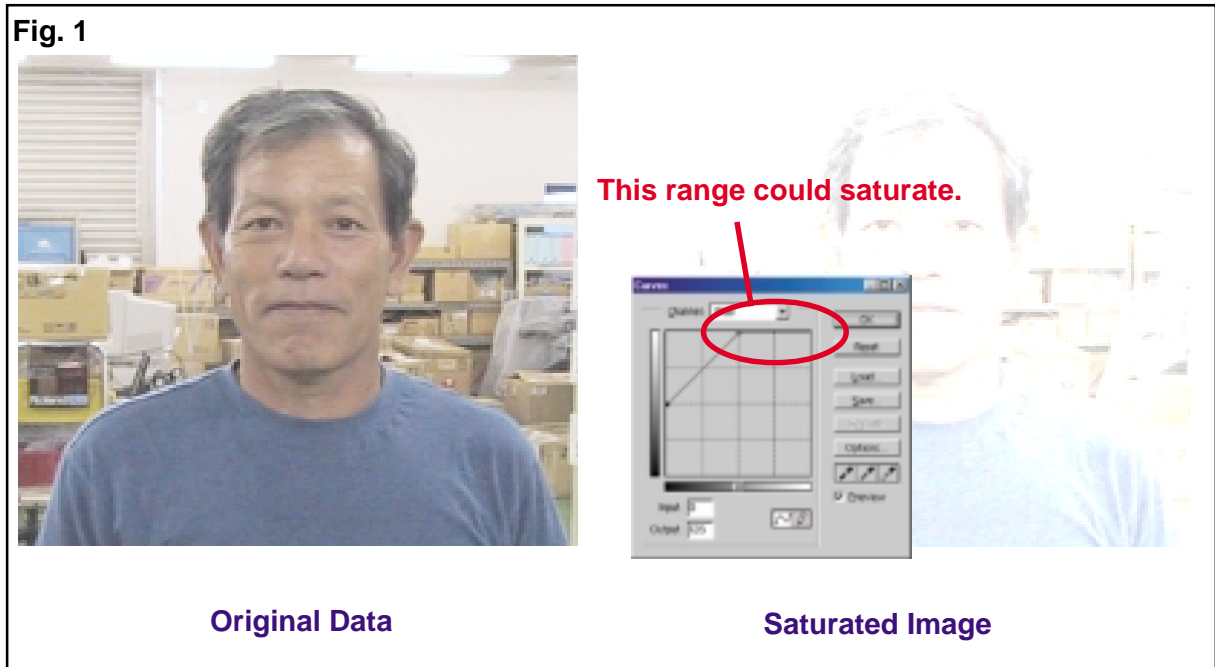 Fig. 1
This range could saturate.
Curves
Channel:
OK
Reset
Load
Save
Options...
Input: 0
Output:
Preview
Original Data
Saturated Image